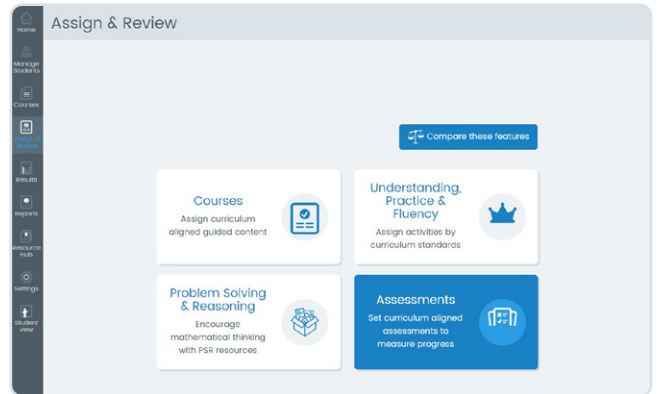 Assign & Review
Home
Manage
Students
Courses
Assign &
Review
Results
Reports
Resource
Hub
Settings
Student
view
Compare these features
Courses
Assign curriculum
aligned guided content
Understanding,
Practice &
Fluency
Assign activities by
curriculum standards
Problem Solving
& Reasoning
Encourage
mathematical thinking
with PSR resources
Assessments
Set curriculum aligned
assessments to
measure progress